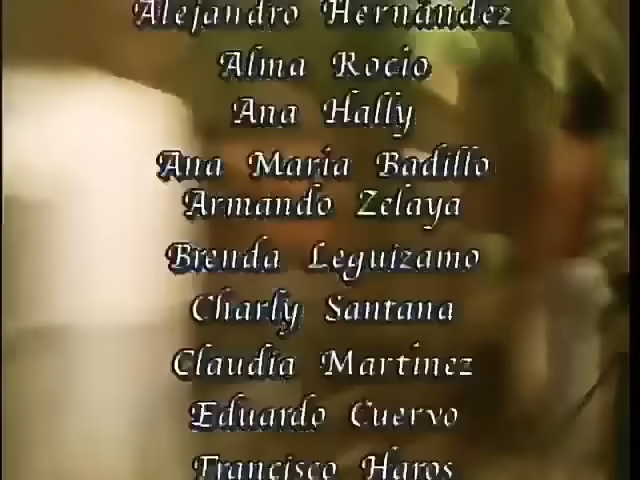 Alejandro Hernández
Alma Rocio
Ana Hally
Ana María Badillo
Armando Zelaya
Brenda Leguizamo
Charly Santana
Claudia Martínez
Eduardo Cuervo
Francisco Haros